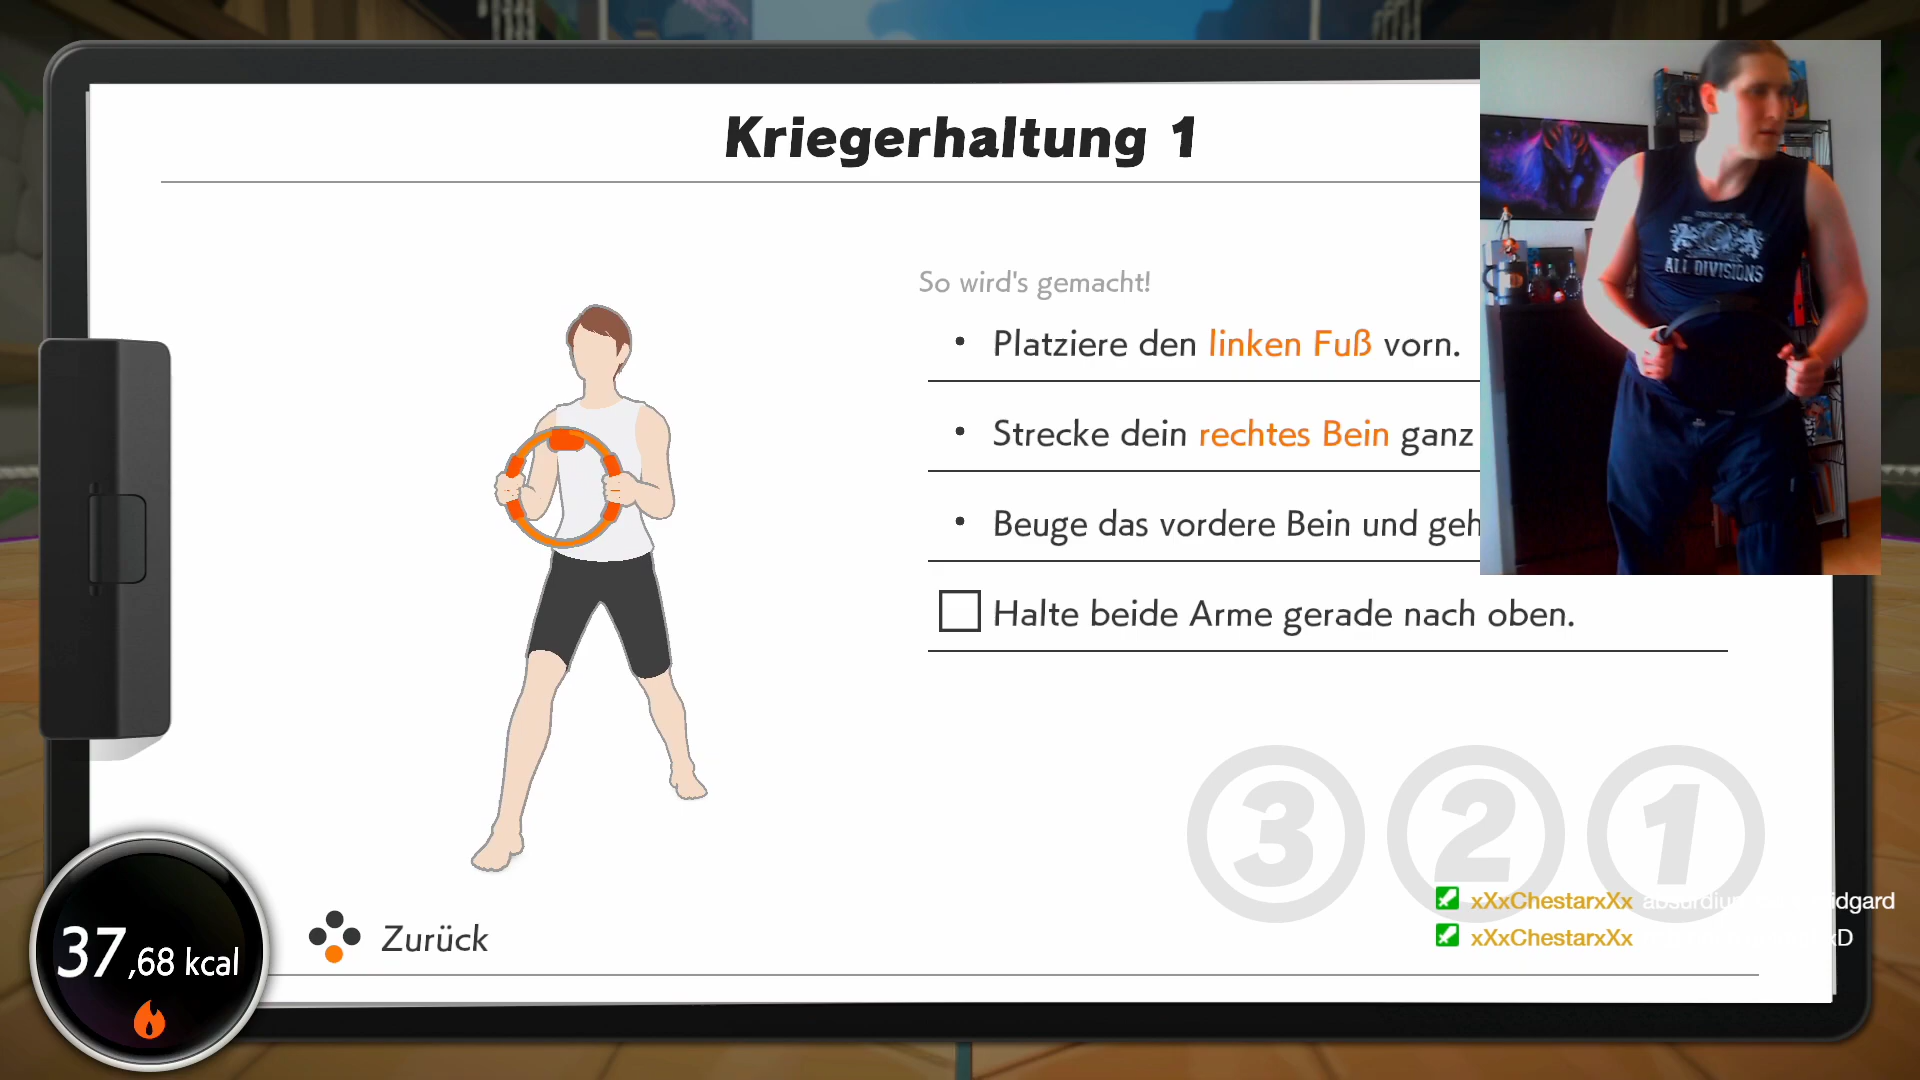 Kriegerhaltung 1
So wird's gemacht!
• Platziere den linken Fuß vorn.
• Strecke dein rechtes Bein ganz
• Beuge das vordere Bein und geh
Halte beide Arme gerade nach oben.
ALL DIVISIONS
3 2 1
xXxChestarxXx
xXxChestarxXx
Zurück
37,68 kcal